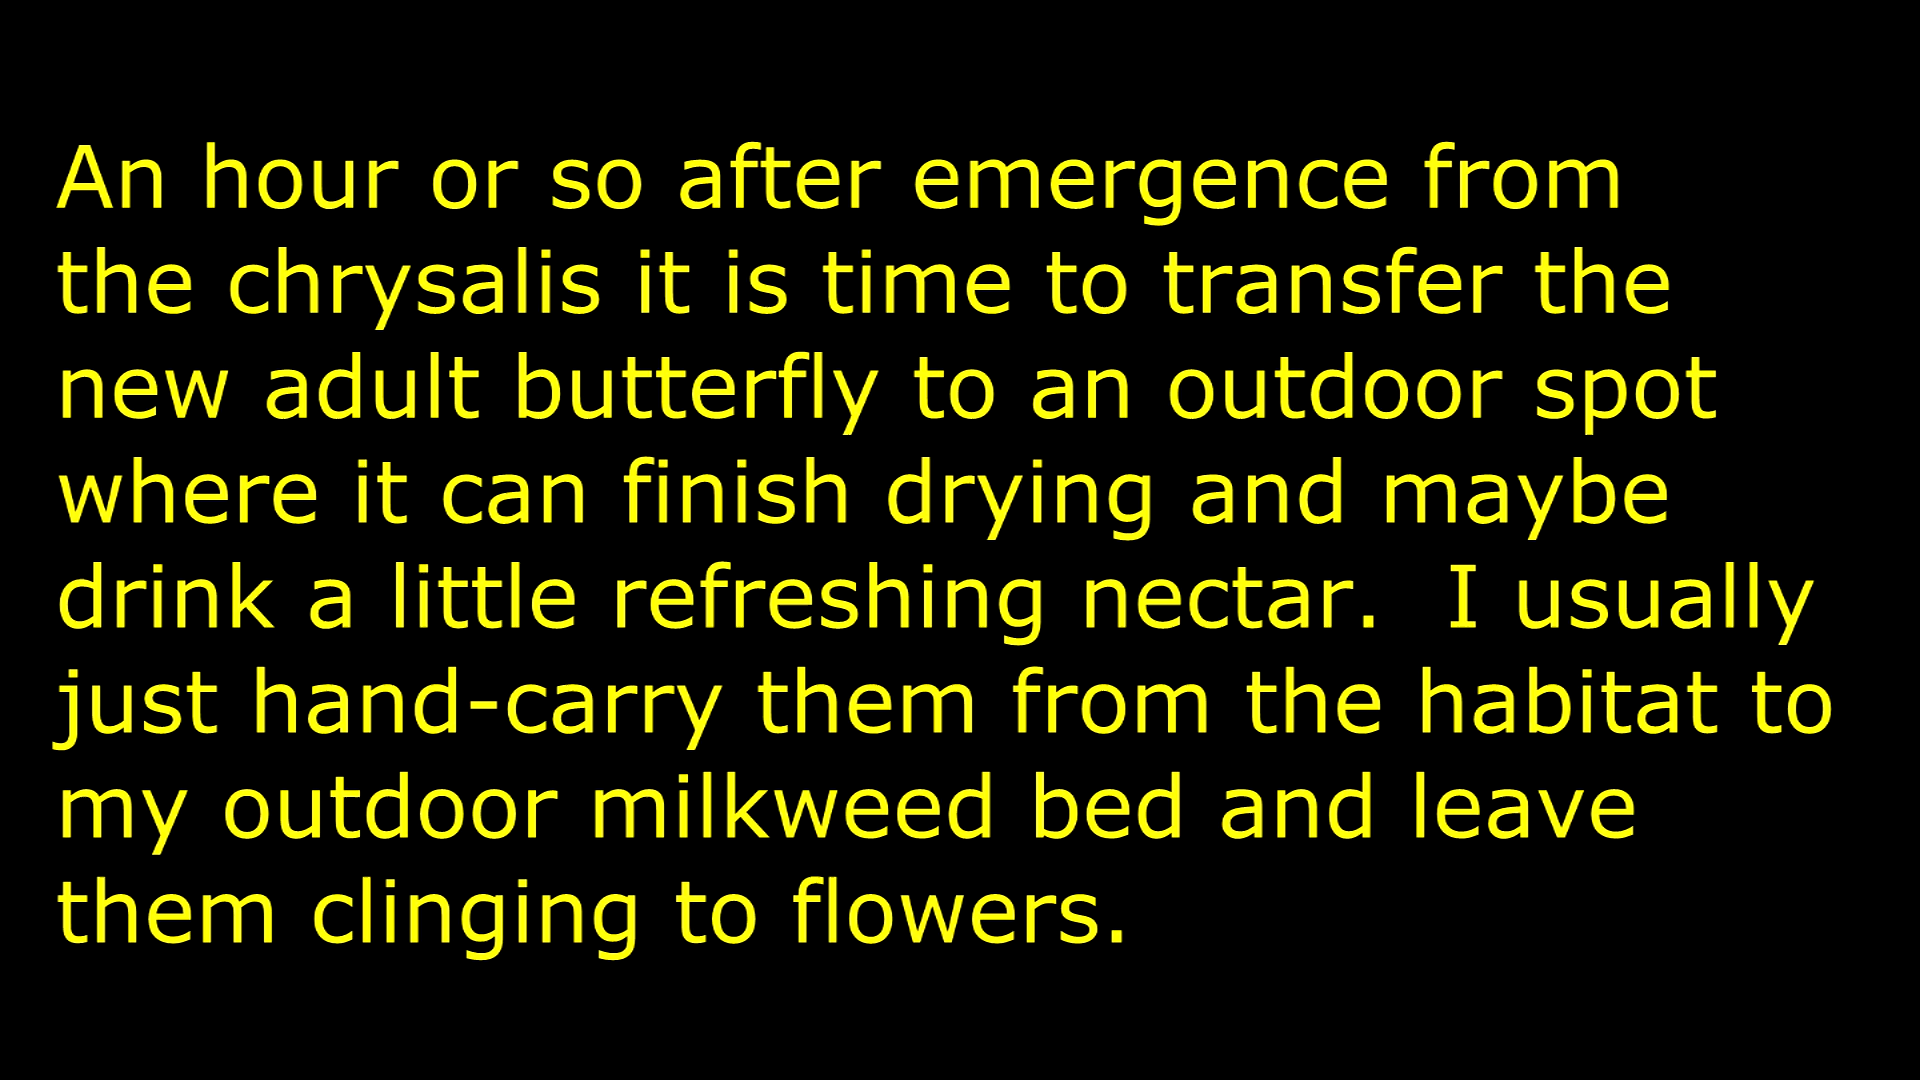 An hour or so after emergence from
the chrysalis it is time to transfer the
new adult butterfly to an outdoor spot
where it can finish drying and maybe
drink a little refreshing nectar.  I usually
just hand-carry them from the habitat to
my outdoor milkweed bed and leave
them clinging to flowers.